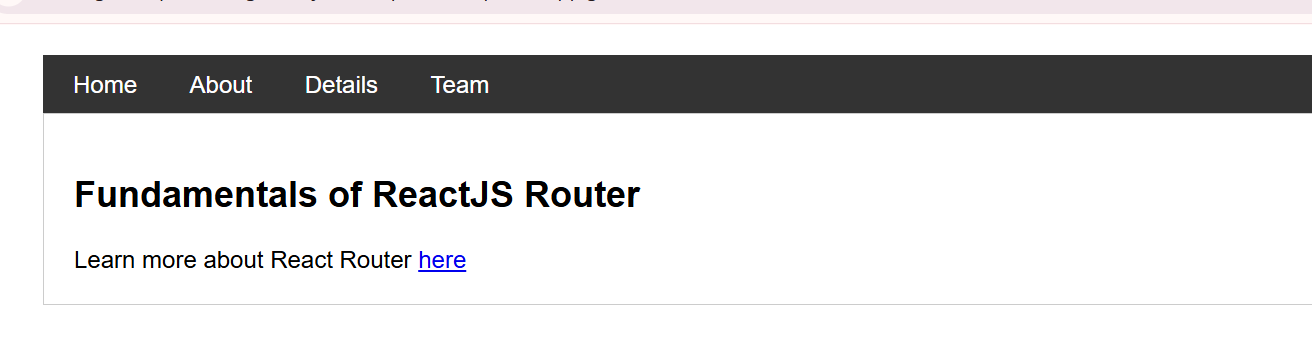 Home About Details Team
Fundamentals of ReactJS Router
Learn more about React Router here